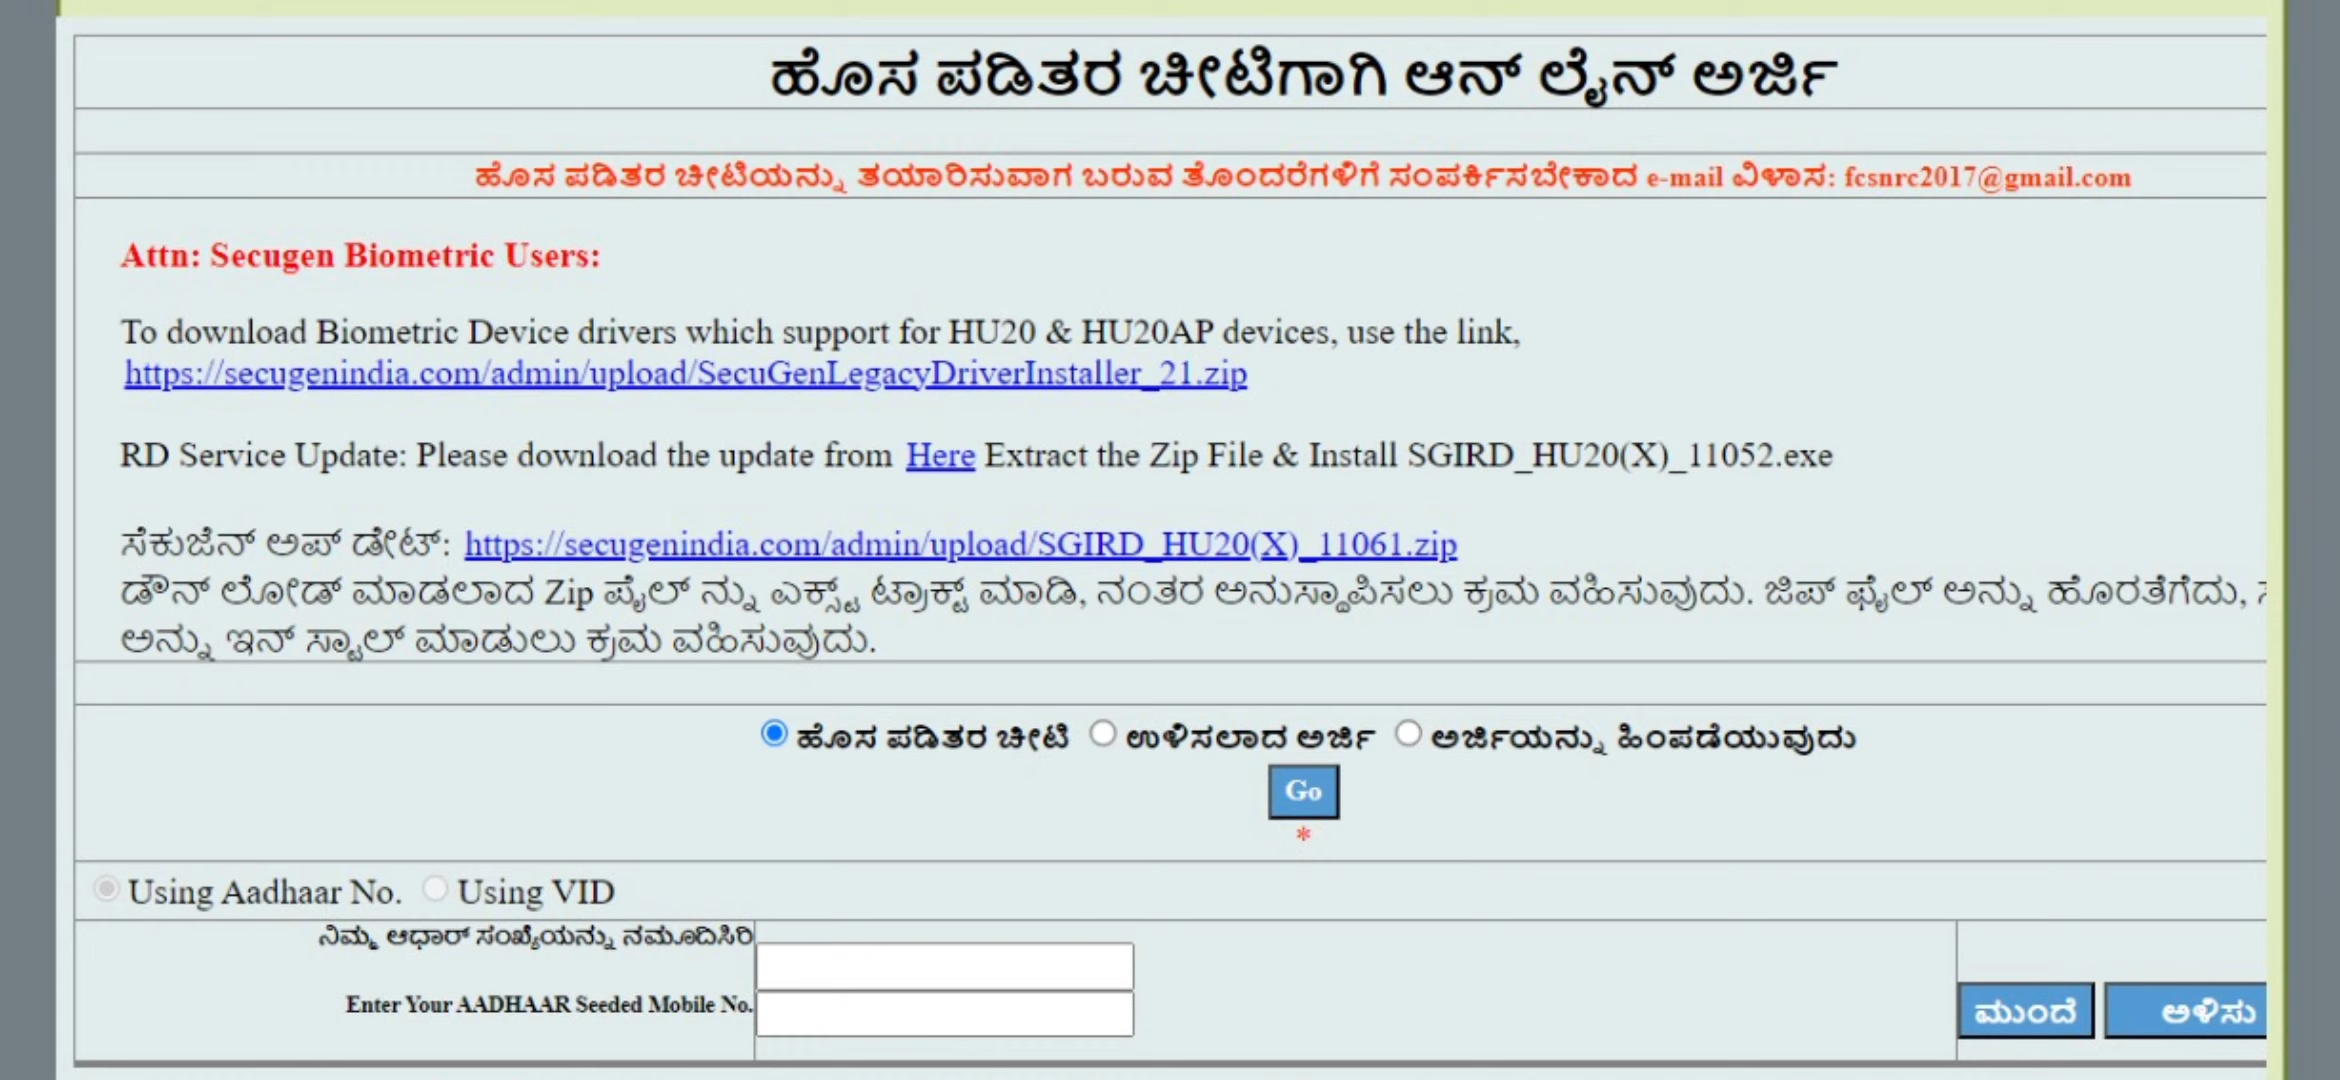 ಹೊಸ ಪಡಿತರ ಚೀಟಿಗಾಗಿ ಆನ್ ಲೈನ್ ಅರ್ಜಿ
ಹೊಸ ಪಡಿತರ ಚೀಟಿಯನ್ನು ತಯಾರಿಸುವಾಗ ಬರುವ ತೊಂದರೆಗಳಿಗೆ ಸಂಪರ್ಕಿಸಬೇಕಾದ e-mail ವಿಳಾಸ: fcsnrc2017@gmail.com
Attn: Secugen Biometric Users:
To download Biometric Device drivers which support for HU20 & HU20AP devices, use the link,
https://secugenindia.com/admin/upload/SecuGenLegacyDriverInstaller_21.zip
RD Service Update: Please download the update from Here Extract the Zip File & Install SGIRD_HU20(X)_11052.exe
ಸೆಕುಜೆನ್ ಅಪ್ ಡೇಟ್: https://secugenindia.com/admin/upload/SGIRD_HU20(X)_11061.zip
ಡೌನ್ ಲೋಡ್ ಮಾಡಲಾದ Zip ಫೈಲ್ ನ್ನು ಎಕ್ಸ್ ಟ್ರಾಕ್ಟ್ ಮಾಡಿ, ನಂತರ ಅನುಸ್ಥಾಪಿಸಲು ಕ್ರಮ ವಹಿಸುವುದು. ಜಿಪ್ ಫೈಲ್ ಅನ್ನು ಹೊರತೆಗೆದು,
ಅನ್ನು ಇನ್ ಸ್ಟಾಲ್ ಮಾಡುಲು ಕ್ರಮ ವಹಿಸುವುದು.
ಹೊಸ ಪಡಿತರ ಚೀಟಿ ಉಳಿಸಲಾದ ಅರ್ಜಿ ಅರ್ಜಿಯನ್ನು ಹಿಂಪಡೆಯುವುದು
Go
*
Using Aadhaar No. Using VID
ನಿಮ್ಮ ಆಧಾರ್ ಸಂಖ್ಯೆಯನ್ನು ನಮೂದಿಸಿರಿ
Enter Your AADHAAR Seeded Mobile No.
ಮುಂದೆ ಅಳಿಸು